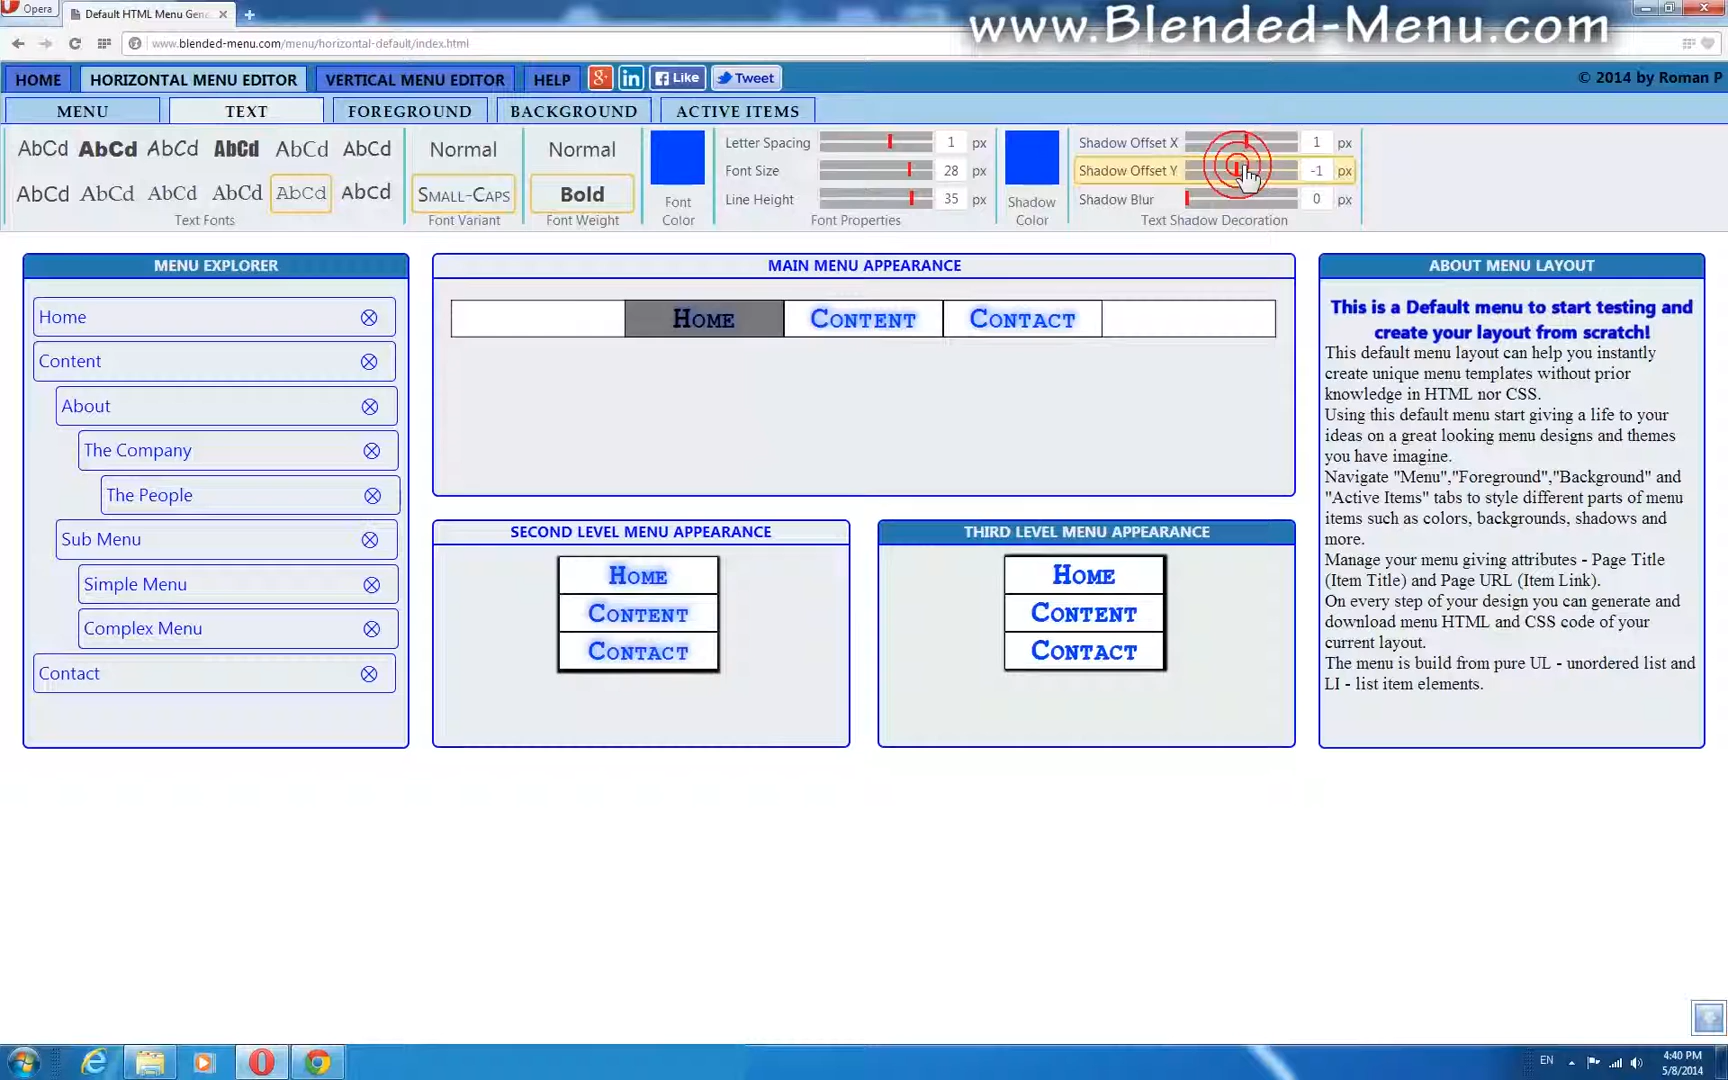 Opera
Default HTML Menu Gene
www.Blended-Menu.com
www.blended-menu.com/menu/horizontal-default/index.html
HOME HORIZONTAL MENU EDITOR VERTICAL MENU EDITOR HELP Like Tweet © 2014 by Roman P
MENU TEXT FOREGROUND BACKGROUND ACTIVE ITEMS
AbCd AbCd AbCd AbCd AbCd AbCd
AbCd AbCd AbCd AbCd AbCd AbCd
Text Fonts
Normal
Small-Caps
Font Variant
Normal
Bold
Font Weight
Font
Color
Letter Spacing 1 px
Font Size 28 px
Line Height 35 px
Font Properties
Shadow
Color
Shadow Offset X 1 px
Shadow Offset Y -1 px
Shadow Blur 0 px
Text Shadow Decoration
MENU EXPLORER
Home
Content
About
The Company
The People
Sub Menu
Simple Menu
Complex Menu
Contact
MAIN MENU APPEARANCE
Home Content Contact
SECOND LEVEL MENU APPEARANCE
Home
Content
Contact
THIRD LEVEL MENU APPEARANCE
Home
Content
Contact
ABOUT MENU LAYOUT
This is a Default menu to start testing and
create your layout from scratch!
This default menu layout can help you instantly
create unique menu templates without prior
knowledge in HTML nor CSS.
Using this default menu start giving a life to your
ideas on a great looking menu designs and themes
you have imagine.
Navigate "Menu","Foreground","Background" and
"Active Items" tabs to style different parts of menu
items such as colors, backgrounds, shadows and
more.
Manage your menu giving attributes - Page Title
(Item Title) and Page URL (Item Link).
On every step of your design you can generate and
download menu HTML and CSS code of your
current layout.
The menu is build from pure UL - unordered list and
LI - list item elements.
EN
4:40 PM
5/8/2014